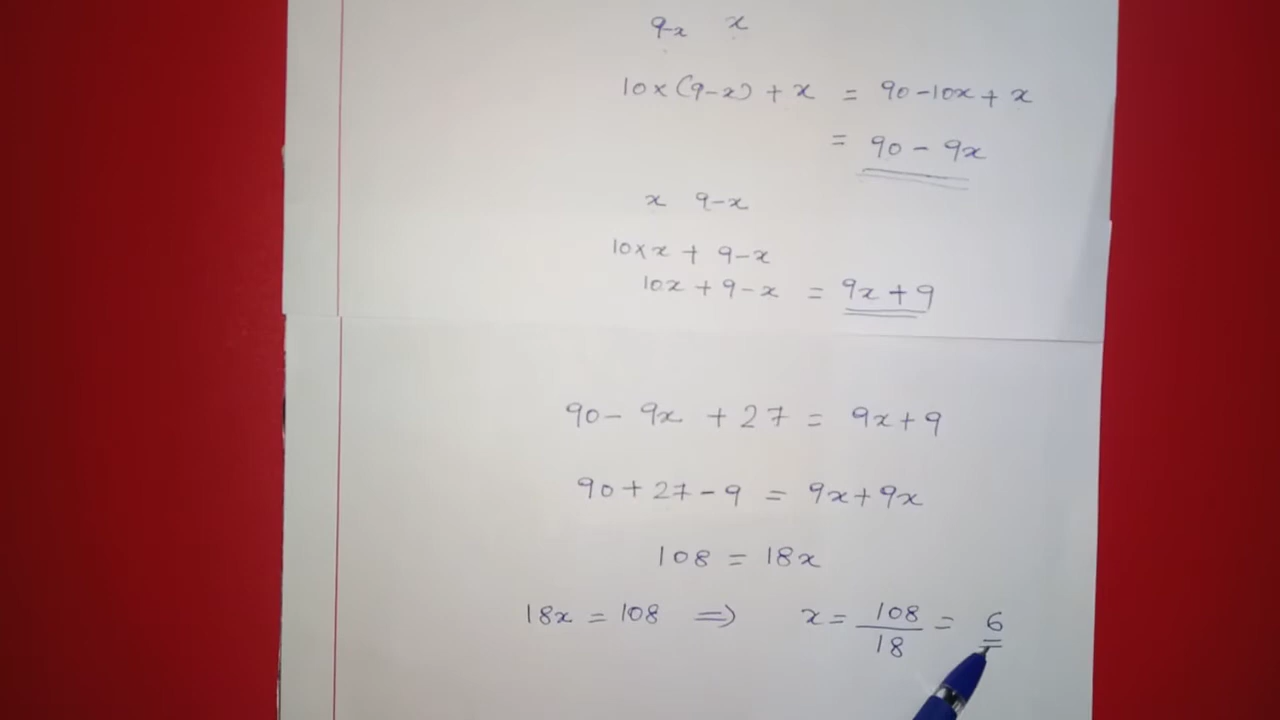 9-x x
10×(9-x) + x = 90-10x + x
= 90 - 9x
x 9-x
10×x + 9-x
10x + 9-x = 9x+9
90- 9x +27 = 9x+9
90+27-9 = 9x+9x
108 = 18x
18x = 108 ⇒ x = 108/18 = 6